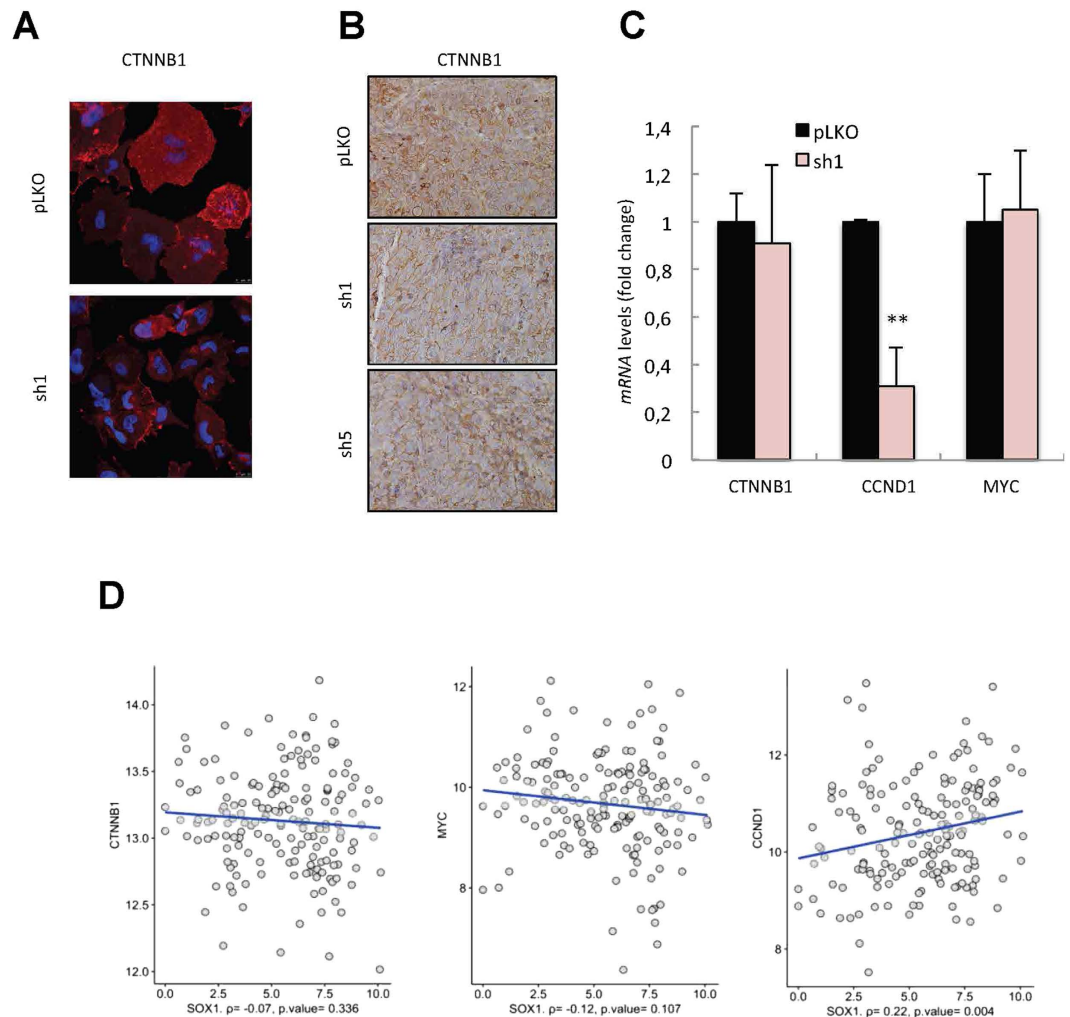 A
CTNNB1
pLKO
sh1
B
CTNNB1
pLKO
sh1
sh5
C
mRNA levels (fold change)
1,4
1,2
1
0,8
0,6
0,4
0,2
0
pLKO
sh1
**
CTNNB1 CCND1 MYC
D
CTNNB1
14.0
13.5
13.0
12.5
12.0
0.0 2.5 5.0 7.5 10.0
SOX1. ρ= -0.07, p.value= 0.336
MYC
12
10
8
0.0 2.5 5.0 7.5 10.0
SOX1. ρ= -0.12, p.value= 0.107
CCND1
12
10
8
0.0 2.5 5.0 7.5 10.0
SOX1. ρ= 0.22, p.value= 0.004